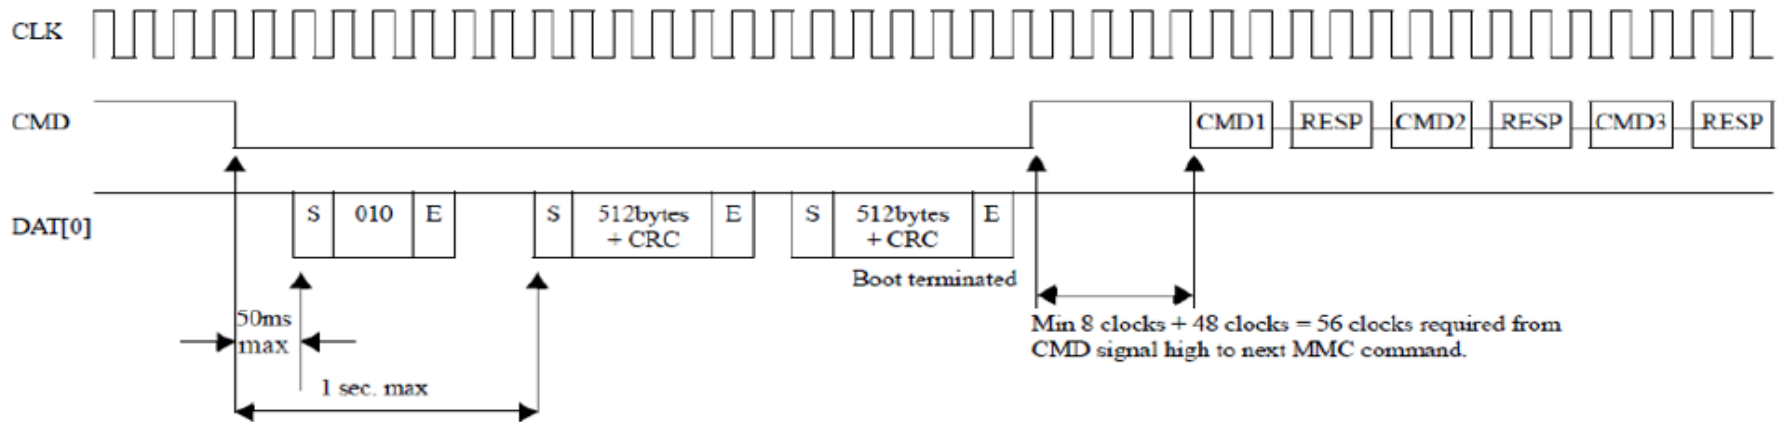 CLK
CMD
CMD1 RESP CMD2 RESP CMD3 RESP
DAT[0]
S 010 E S 512bytes + CRC E S 512bytes + CRC E
Boot terminated
50ms
max
1 sec. max
Min 8 clocks + 48 clocks = 56 clocks required from
CMD signal high to next MMC command.